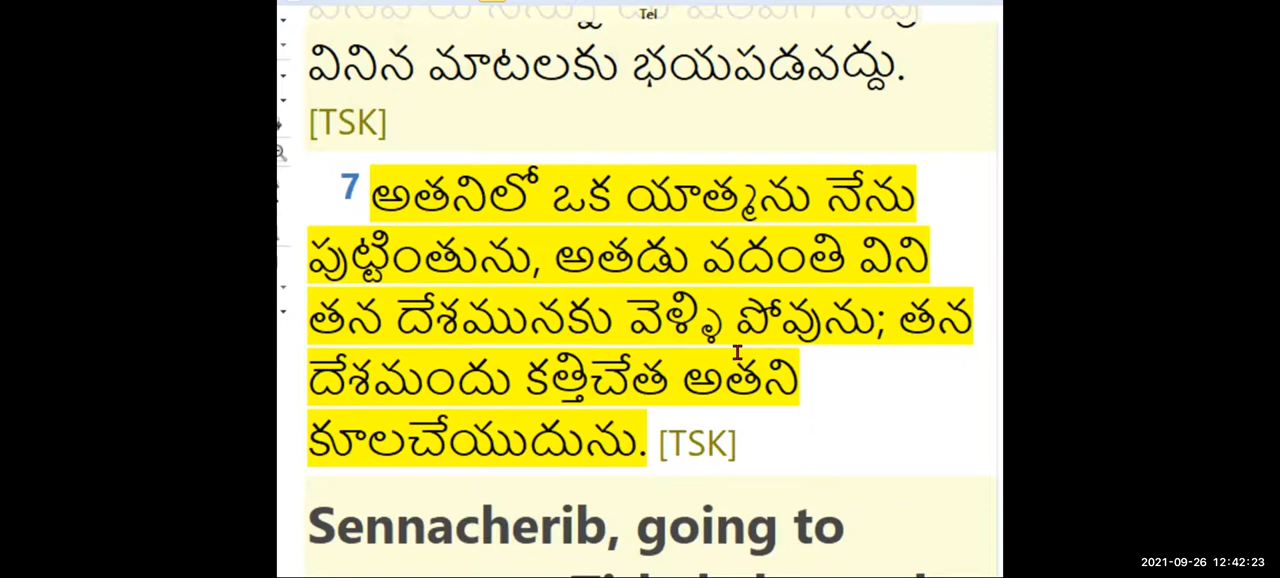 Tel
వినిన మాటలకు భయపడవద్దు.
[TSK]
7 అతనిలో ఒక యాత్మను నేను
పుట్టింతును, అతడు వదంతి విని
తన దేశమునకు వెళ్ళి పోవును; తన
దేశమందు కత్తిచేత అతని
కూలచేయుదును. [TSK]
Sennacherib, going to
2021-09-26 12:42:23